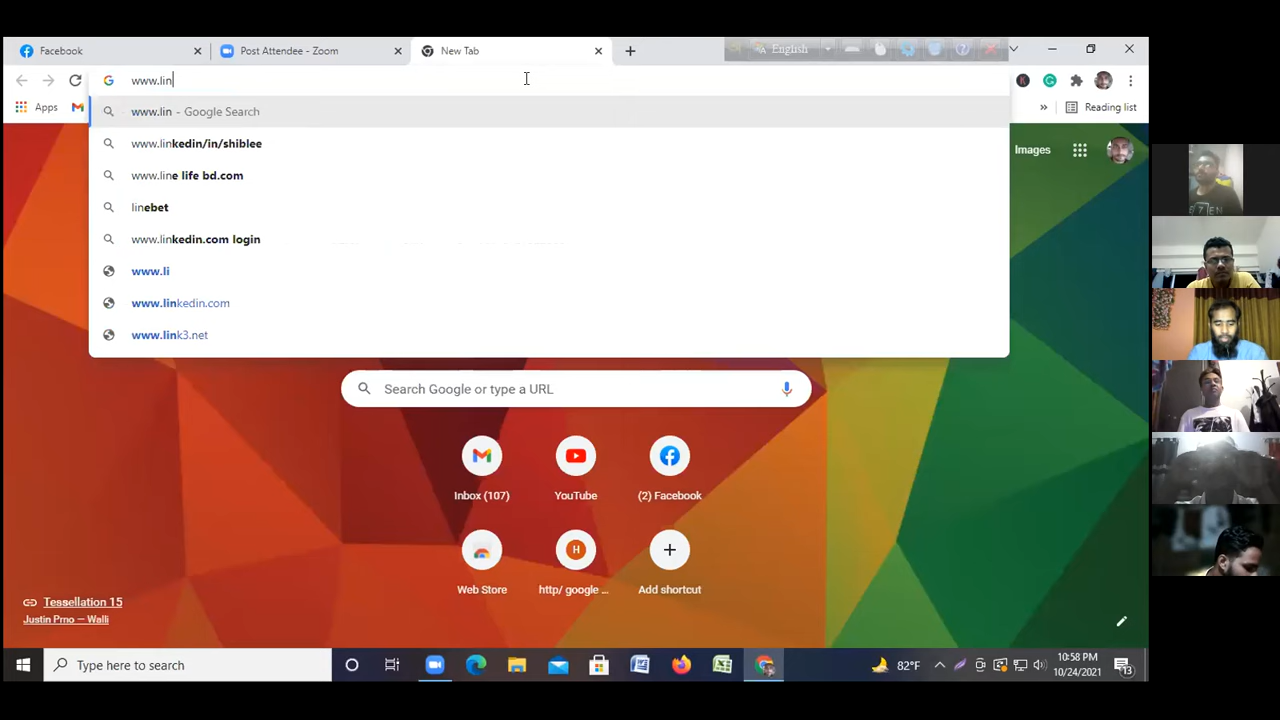 Facebook
Post Attendee - Zoom
New Tab
English
www.lin
Apps
Reading list
www.lin - Google Search
www.linkedin/in/shiblee
www.line life bd.com
linebet
www.linkedin.com login
www.li
www.linkedin.com
www.link3.net
Images
Search Google or type a URL
Inbox (107)
YouTube
(2) Facebook
Web Store
http/ google ...
Add shortcut
Tessellation 15
Justin Prno — Walli
Type here to search
82°F
10:58 PM
10/24/2021
13